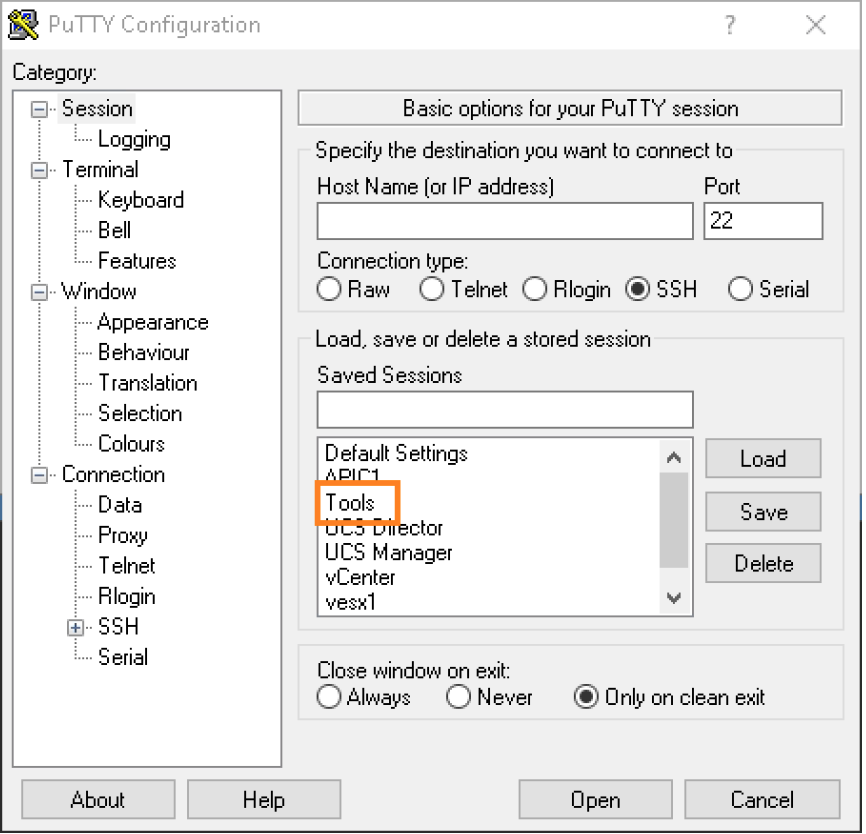 PuTTY Configuration
Category:
Session
Logging
Terminal
Keyboard
Bell
Features
Window
Appearance
Behaviour
Translation
Selection
Colours
Connection
Data
Proxy
Telnet
Rlogin
SSH
Serial
Basic options for your PuTTY session
Specify the destination you want to connect to
Host Name (or IP address) Port
22
Connection type:
Raw Telnet Rlogin SSH Serial
Load, save or delete a stored session
Saved Sessions
Default Settings
APIC1
Tools
UCS Director
UCS Manager
vCenter
vesx1
Load
Save
Delete
Close window on exit:
Always Never Only on clean exit
About Help Open Cancel